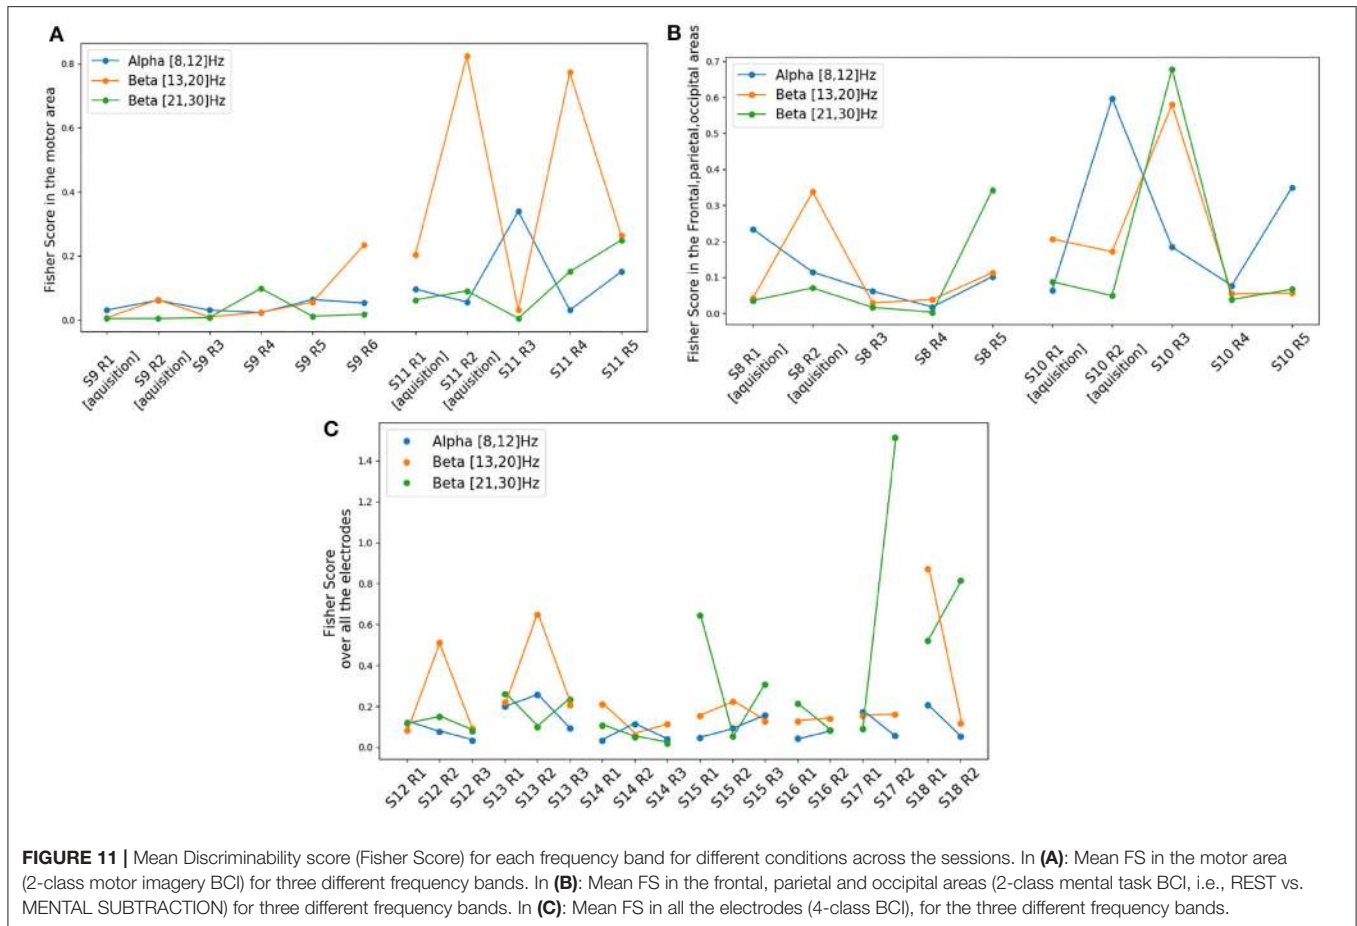 A
Fisher Score in the motor area
0.8
0.6
0.4
0.2
0.0
Alpha [8,12]Hz
Beta [13,20]Hz
Beta [21,30]Hz
S9 R1
[aquisition]
S9 R2
[aquisition]
S9 R3
S9 R4
S9 R5
S9 R6
S11 R1
[aquisition]
S11 R2
[aquisition]
S11 R3
S11 R4
S11 R5
B
Fisher Score in the Frontal,parietal,occipital areas
0.7
0.6
0.5
0.4
0.3
0.2
0.1
0.0
Alpha [8,12]Hz
Beta [13,20]Hz
Beta [21,30]Hz
S8 R1
[aquisition]
S8 R2
[aquisition]
S8 R3
S8 R4
S8 R5
S10 R1
[aquisition]
S10 R2
[aquisition]
S10 R3
S10 R4
S10 R5
C
Fisher Score
over all the electrodes
1.4
1.2
1.0
0.8
0.6
0.4
0.2
0.0
Alpha [8,12]Hz
Beta [13,20]Hz
Beta [21,30]Hz
S12 R1
S12 R2
S12 R3
S13 R1
S13 R2
S13 R3
S14 R1
S14 R2
S14 R3
S15 R1
S15 R2
S15 R3
S16 R1
S16 R2
S17 R1
S17 R2
S18 R1
S18 R2
FIGURE 11 | Mean Discriminability score (Fisher Score) for each frequency band for different conditions across the sessions. In (A): Mean FS in the motor area
(2-class motor imagery BCI) for three different frequency bands. In (B): Mean FS in the frontal, parietal and occipital areas (2-class mental task BCI, i.e., REST vs.
MENTAL SUBTRACTION) for three different frequency bands. In (C): Mean FS in all the electrodes (4-class BCI), for the three different frequency bands.